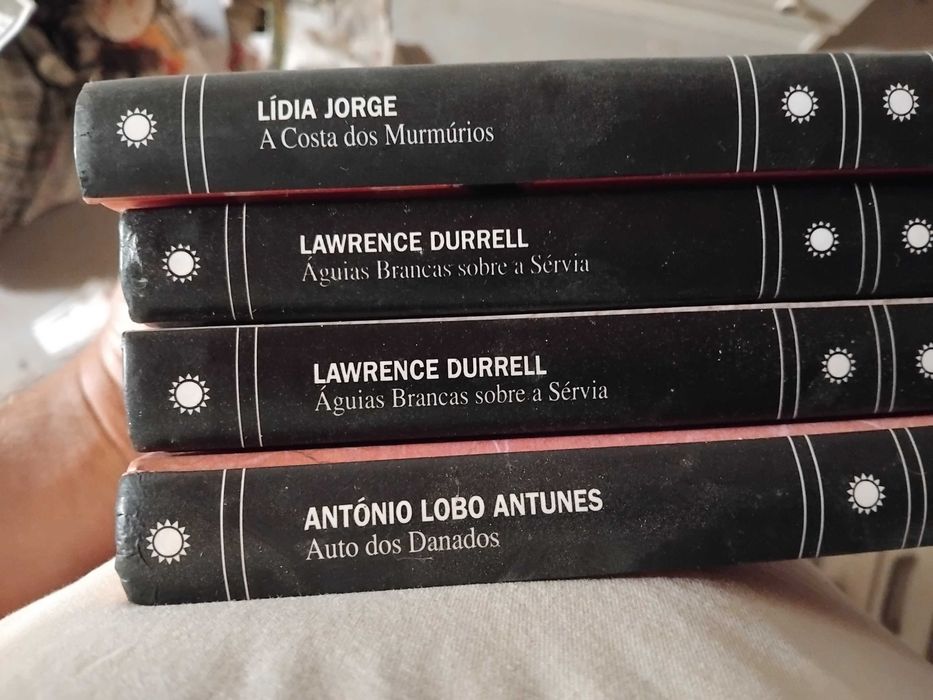 LÍDIA JORGE
A Costa dos Murmúrios
LAWRENCE DURRELL
Águias Brancas sobre a Sérvia
LAWRENCE DURRELL
Águias Brancas sobre a Sérvia
ANTÓNIO LOBO ANTUNES
Auto dos Danados